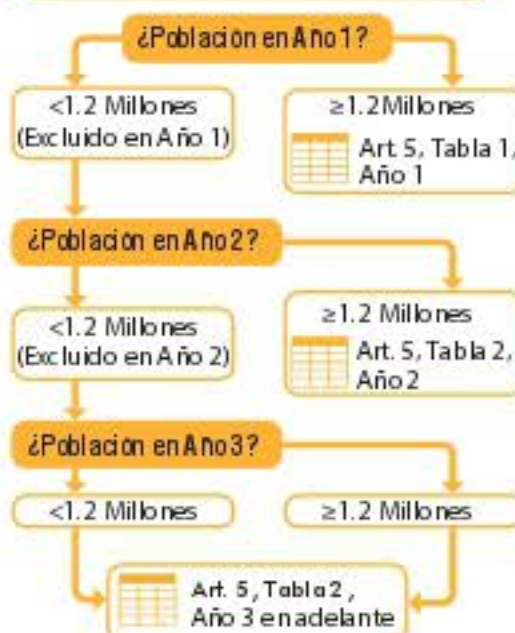 ¿Población en Año 1?
<1.2 Millones
(Excluido en Año 1)
≥1.2 Millones
Art. 5, Tabla 1,
Año 1
¿Población en Año 2?
<1.2 Millones
(Excluido en Año 2)
≥1.2 Millones
Art. 5, Tabla 2,
Año 2
¿Población en Año 3?
<1.2 Millones
≥1.2 Millones
Art. 5, Tabla 2,
Año 3 en adelante